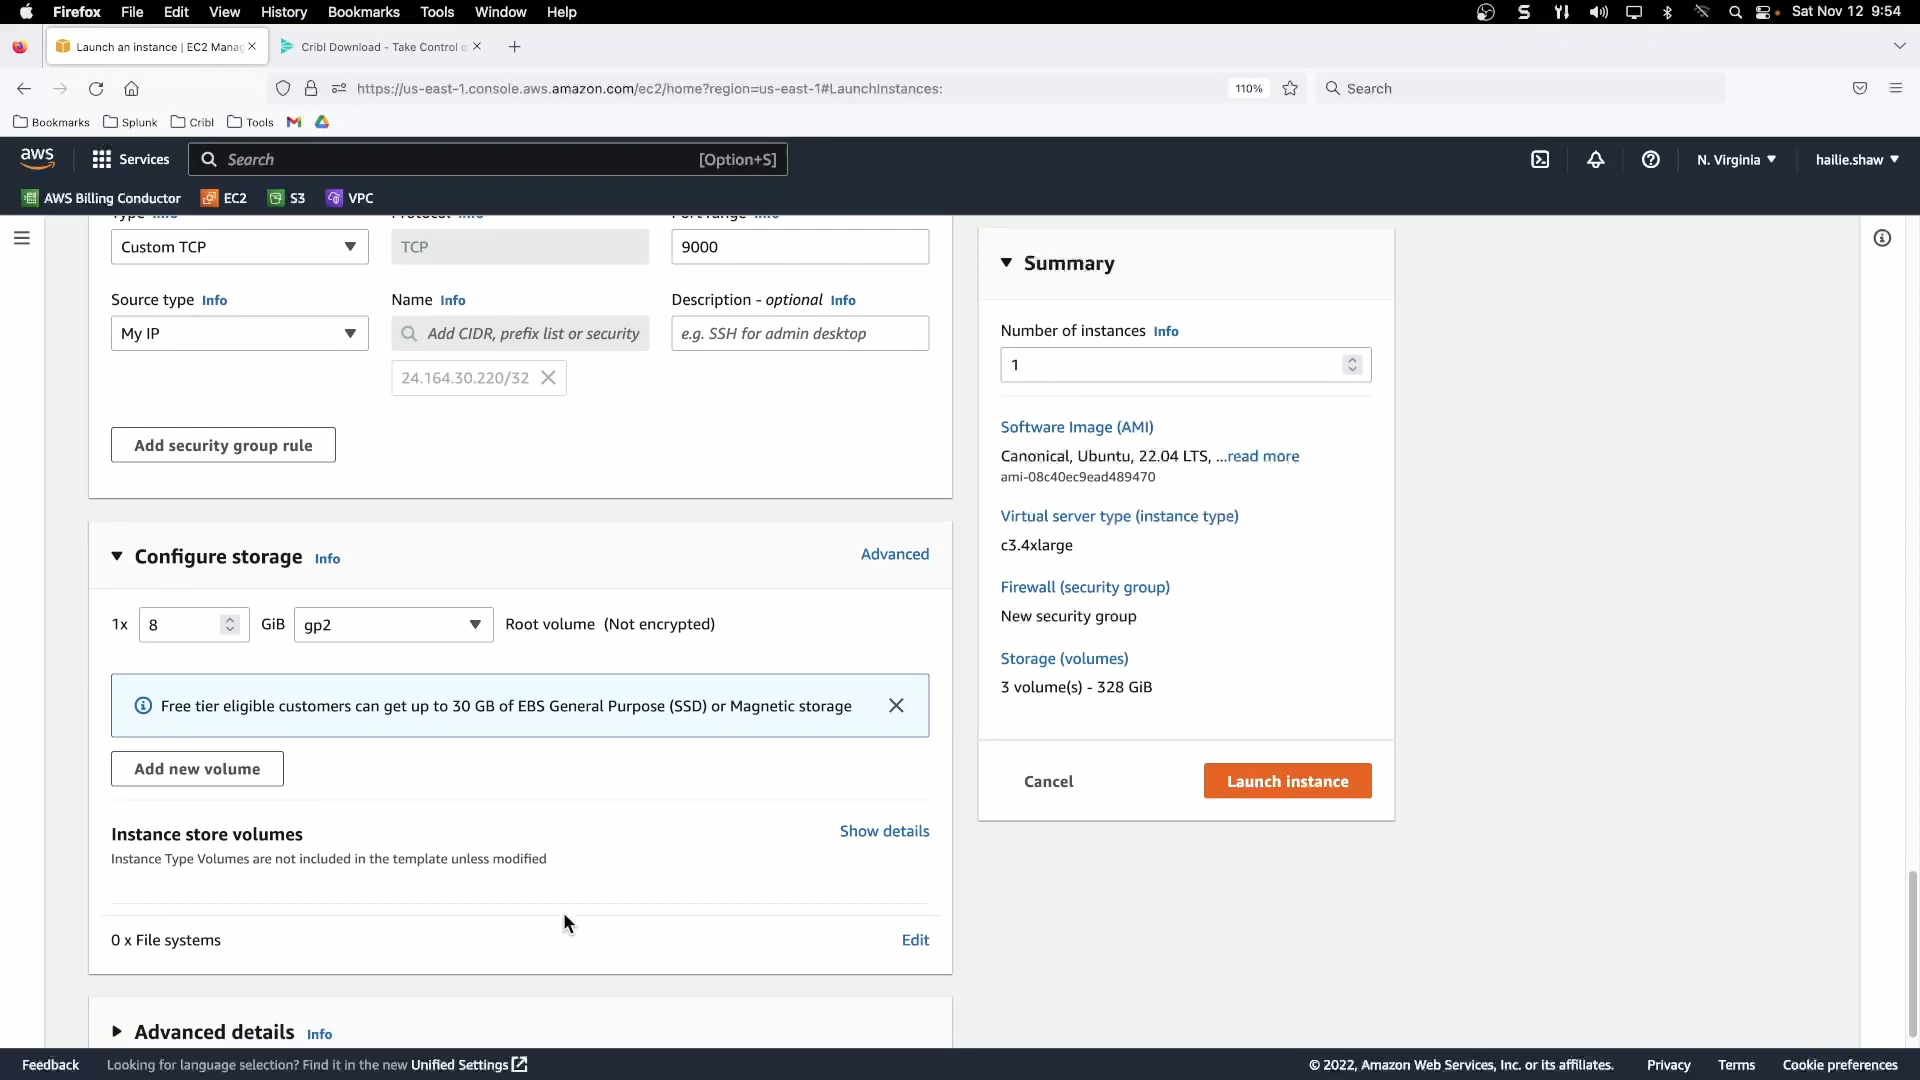 Firefox File Edit View History Bookmarks Tools Window Help Sat Nov 12 9:54
Launch an instance | EC2 Manag Cribl Download - Take Control o
https://us-east-1.console.aws.amazon.com/ec2/home?region=us-east-1#LaunchInstances: 110% Search
Bookmarks Splunk Cribl Tools
aws Services Search [Option+S] N. Virginia hailie.shaw
AWS Billing Conductor EC2 S3 VPC
Type Info Protocol Info Port range Info
Custom TCP TCP 9000
Source type Info Name Info Description - optional Info
My IP Add CIDR, prefix list or security e.g. SSH for admin desktop
24.164.30.220/32
Add security group rule
Configure storage Info Advanced
1x 8 GiB gp2 Root volume (Not encrypted)
Free tier eligible customers can get up to 30 GB of EBS General Purpose (SSD) or Magnetic storage
Add new volume
Instance store volumes Show details
Instance Type Volumes are not included in the template unless modified
0 x File systems Edit
Advanced details Info
Summary
Number of instances Info
1
Software Image (AMI)
Canonical, Ubuntu, 22.04 LTS, ...read more
ami-08c40ec9ead489470
Virtual server type (instance type)
c3.4xlarge
Firewall (security group)
New security group
Storage (volumes)
3 volume(s) - 328 GiB
Cancel Launch instance
Feedback Looking for language selection? Find it in the new Unified Settings © 2022, Amazon Web Services, Inc. or its affiliates. Privacy Terms Cookie preferences